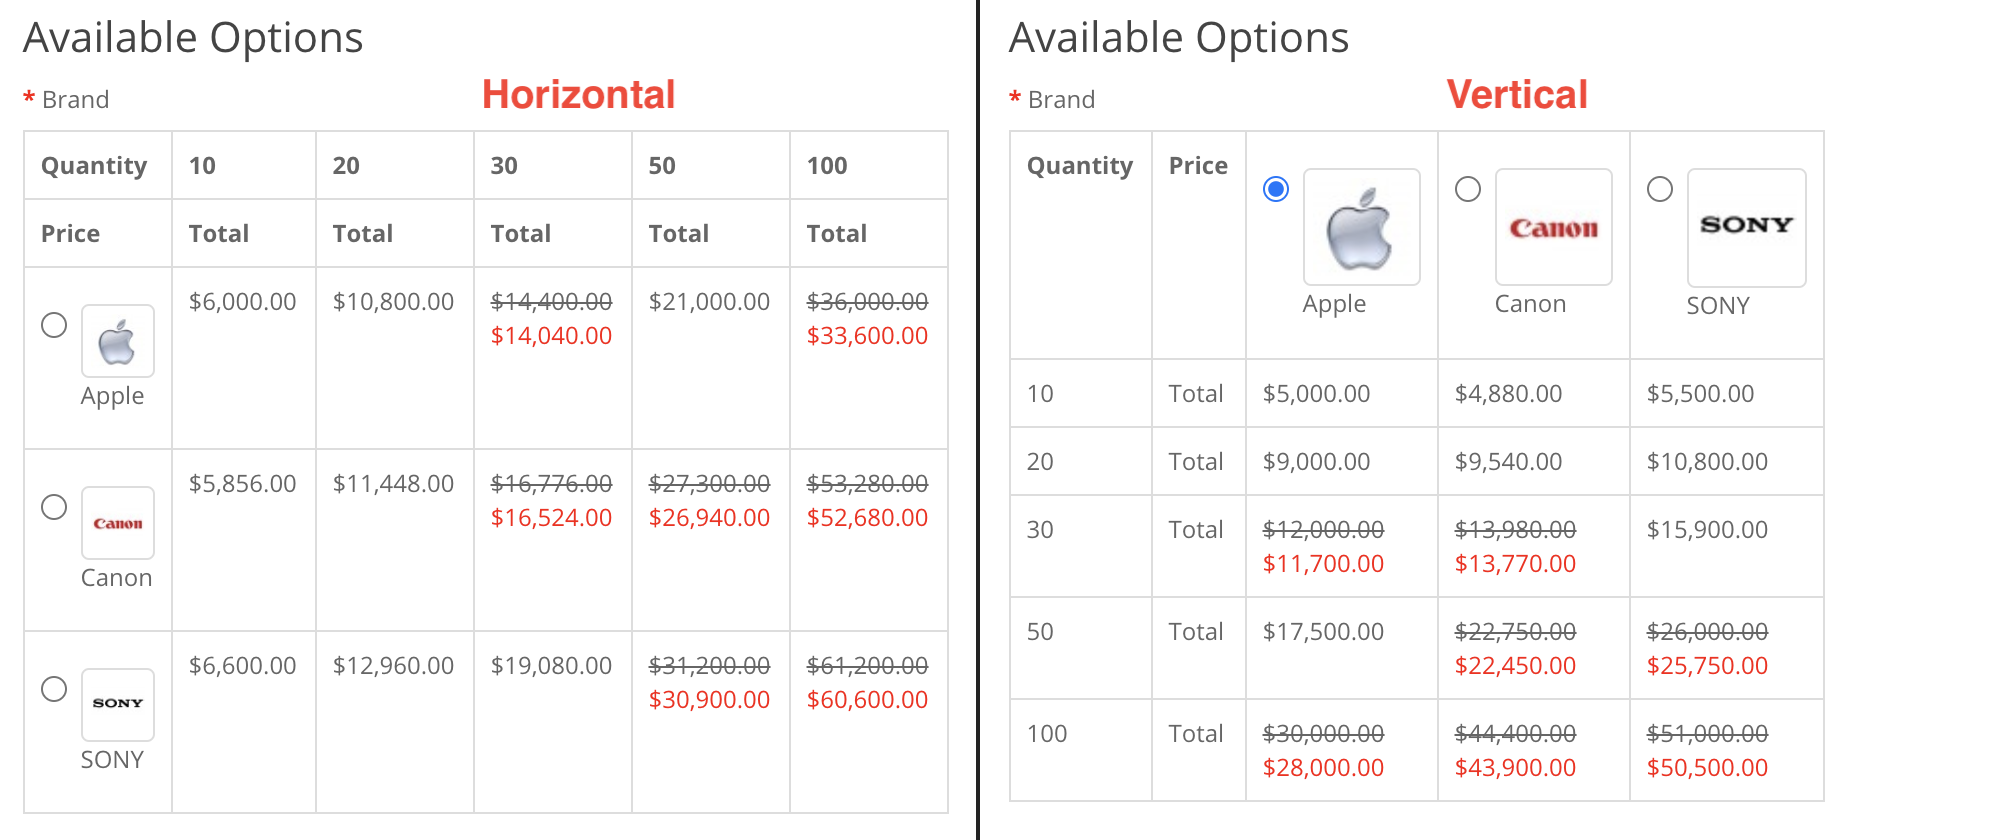 Available Options
* Brand
Horizontal
Quantity 10 20 30 50 100
Price Total Total Total Total Total
$6,000.00 $10,800.00 $14,400.00 $21,000.00 $36,000.00
$14,040.00 $33,600.00
Apple
$5,856.00 $11,448.00 $16,776.00 $27,300.00 $53,280.00
$16,524.00 $26,940.00 $52,680.00
Canon
Canon
$6,600.00 $12,960.00 $19,080.00 $31,200.00 $61,200.00
$30,900.00 $60,600.00
SONY
SONY
Available Options
* Brand
Vertical
Quantity Price
Canon SONY
Apple Canon SONY
10 Total $5,000.00 $4,880.00 $5,500.00
20 Total $9,000.00 $9,540.00 $10,800.00
30 Total $12,000.00 $13,980.00 $15,900.00
$11,700.00 $13,770.00
50 Total $17,500.00 $22,750.00 $26,000.00
$22,450.00 $25,750.00
100 Total $30,000.00 $44,400.00 $51,000.00
$28,000.00 $43,900.00 $50,500.00